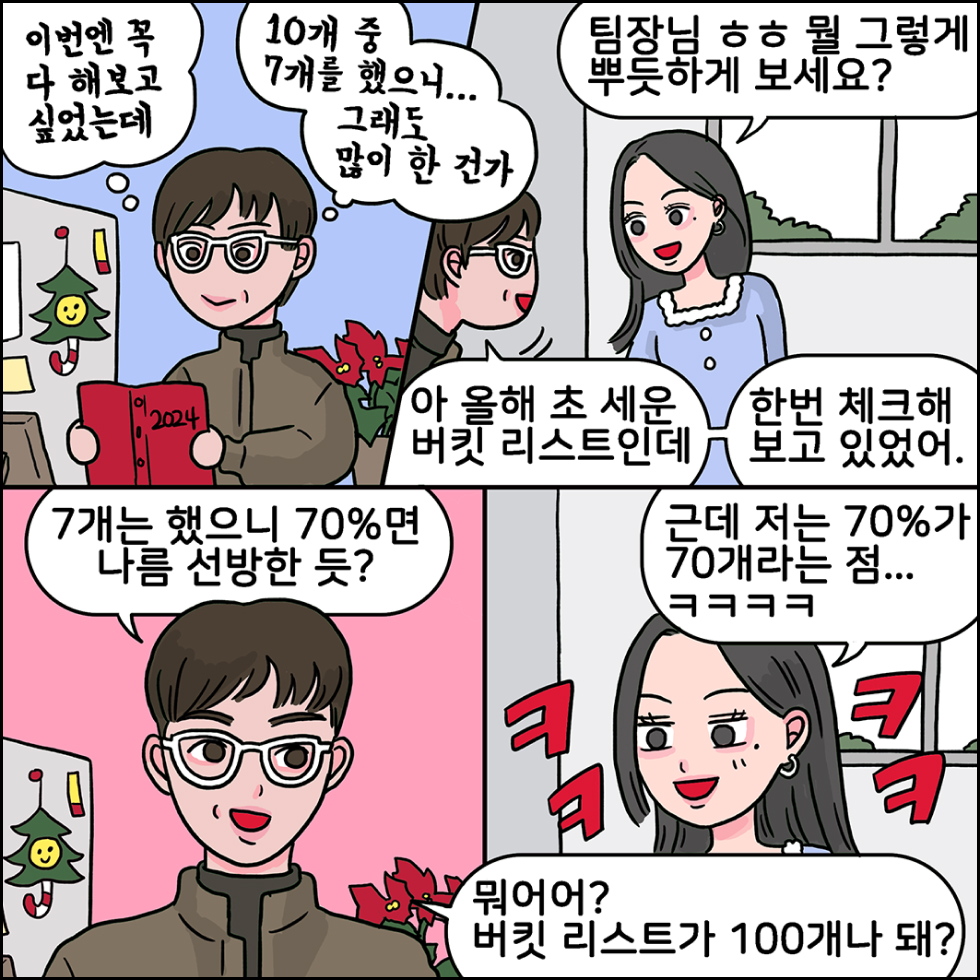 이번엔 꼭
다 해보고
싶었는데
10개 중
7개를 했으니...
그래도
많이 한 건가
2024
팀장님 ㅎㅎ 뭘 그렇게
뿌듯하게 보세요?
아 올해 초 세운
버킷 리스트인데
한번 체크해
보고 있었어.
7개는 했으니 70%면
나름 선방한 듯?
근데 저는 70%가
70개라는 점...
ㅋㅋㅋㅋ
ㅋ
ㅋ
ㅋ
ㅋ
뭐어어?
버킷 리스트가 100개나 돼?